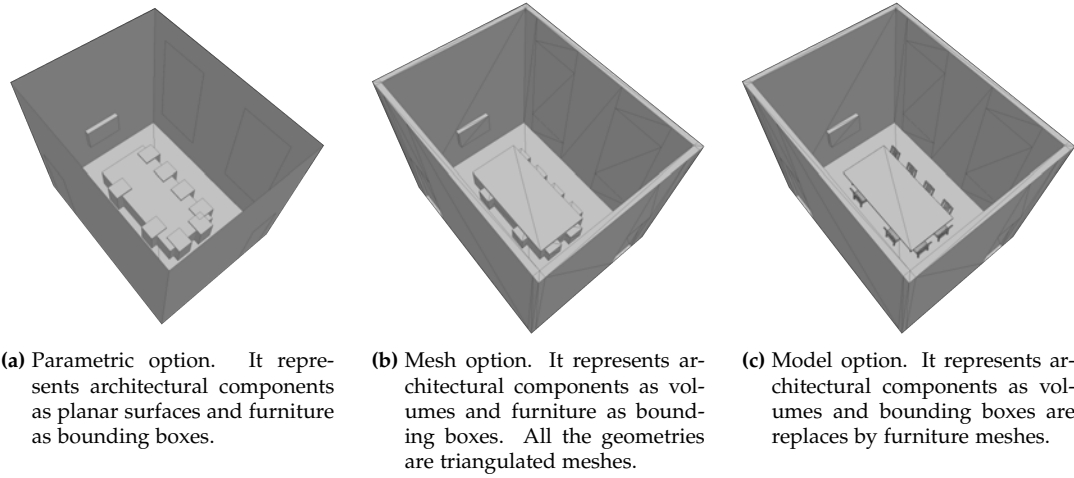 (a) Parametric option. It repre-
sents architectural components
as planar surfaces and furniture
as bounding boxes.
(b) Mesh option. It represents ar-
chitectural components as vol-
umes and furniture as bound-
ing boxes. All the geometries
are triangulated meshes.
(c) Model option. It represents ar-
chitectural components as vol-
umes and bounding boxes are
replaces by furniture meshes.